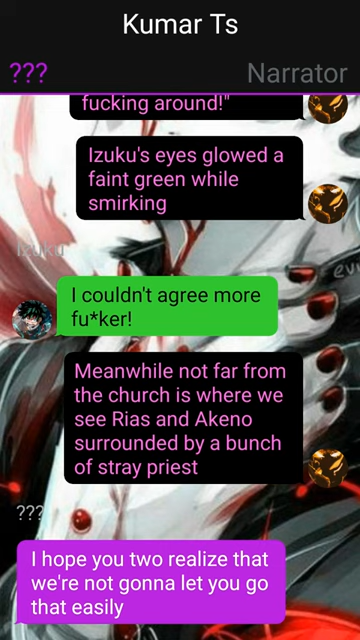 Kumar Ts
???
Narrator
fucking around!"
Izuku's eyes glowed a
faint green while
smirking
Izuku
I couldn't agree more
fu*ker!
Meanwhile not far from
the church is where we
see Rias and Akeno
surrounded by a bunch
of stray priest
???
I hope you two realize that
we're not gonna let you go
that easily